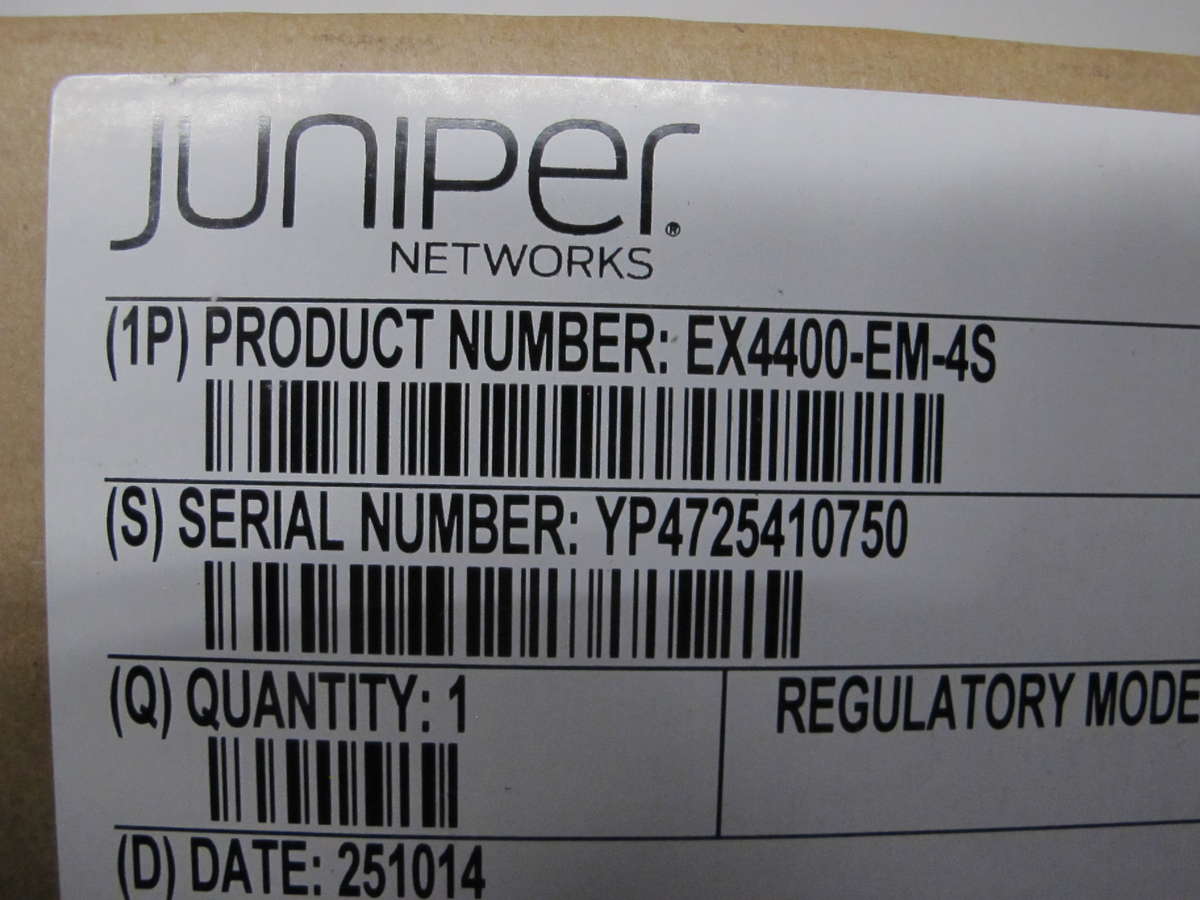 JUNIPER®
NETWORKS
(1P) PRODUCT NUMBER: EX4400-EM-4S
(S) SERIAL NUMBER: YP4725410750
(Q) QUANTITY: 1
REGULATORY MODE
(D) DATE: 251014